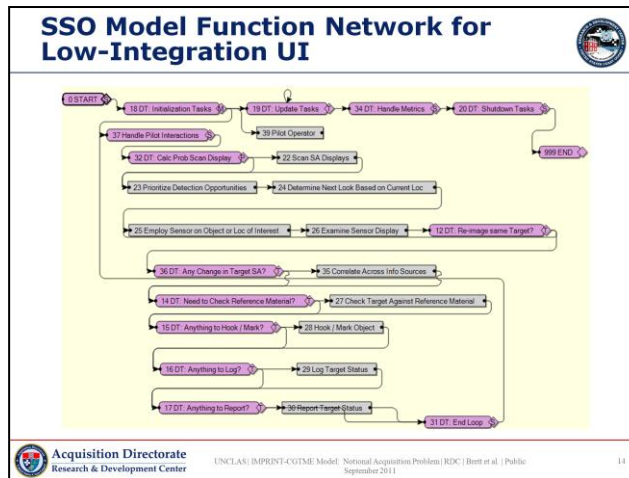 SSO Model Function Network for
Low-Integration UI
0 START
18 DT: Initialization Tasks M
19 DT: Update Tasks T
34 DT: Handle Metrics S
20 DT: Shutdown Tasks S
37 Handle Pilot Interactions S
39 Pilot Operator
999 END
32 DT: Calc Prob Scan Display P
22 Scan SA Displays
23 Prioritize Detection Opportunities
24 Determine Next Look Based on Current Loc
25 Employ Sensor on Object or Loc of Interest
26 Examine Sensor Display
12 DT: Re-image same Target? T
36 DT: Any Change in Target SA? T
35 Correlate Across Info Sources
14 DT: Need to Check Reference Material? T
27 Check Target Against Reference Material
15 DT: Anything to Hook / Mark? T
28 Hook / Mark Object
16 DT: Anything to Log? T
29 Log Target Status
17 DT: Anything to Report? T
30 Report Target Status
31 DT: End Loop S
Acquisition Directorate
Research & Development Center
UNCLAS | IMPRINT-CGTME Model: Notional Acquisition Problem | RDC | Brett et al. | Public
September 2011
14